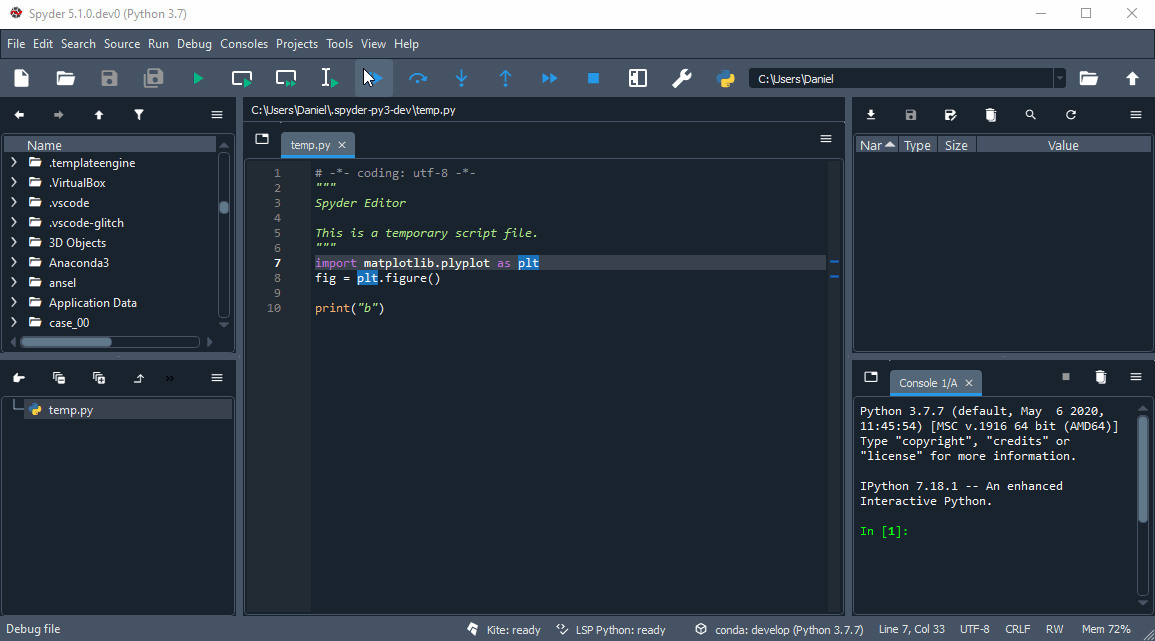 Spyder 5.1.0.dev0 (Python 3.7)
File Edit Search Source Run Debug Consoles Projects Tools View Help
C:\Users\Daniel
Name
.templateengine
.VirtualBox
.vscode
.vscode-glitch
3D Objects
Anaconda3
ansel
Application Data
case_00
temp.py
C:\Users\Daniel\.spyder-py3-dev\temp.py
temp.py
1 # -*- coding: utf-8 -*-
2 """
3 Spyder Editor
4
5 This is a temporary script file.
6 """
7 import matplotlib.plyplot as plt
8 fig = plt.figure()
9
10 print("b")
Nar Type Size Value
Console 1/A
Python 3.7.7 (default, May  6 2020,
11:45:54) [MSC v.1916 64 bit (AMD64)]
Type "copyright", "credits" or
"license" for more information.
IPython 7.18.1 -- An enhanced
Interactive Python.
In [1]:
Debug file
Kite: ready LSP Python: ready conda: develop (Python 3.7.7) Line 7, Col 33 UTF-8 CRLF RW Mem 72%